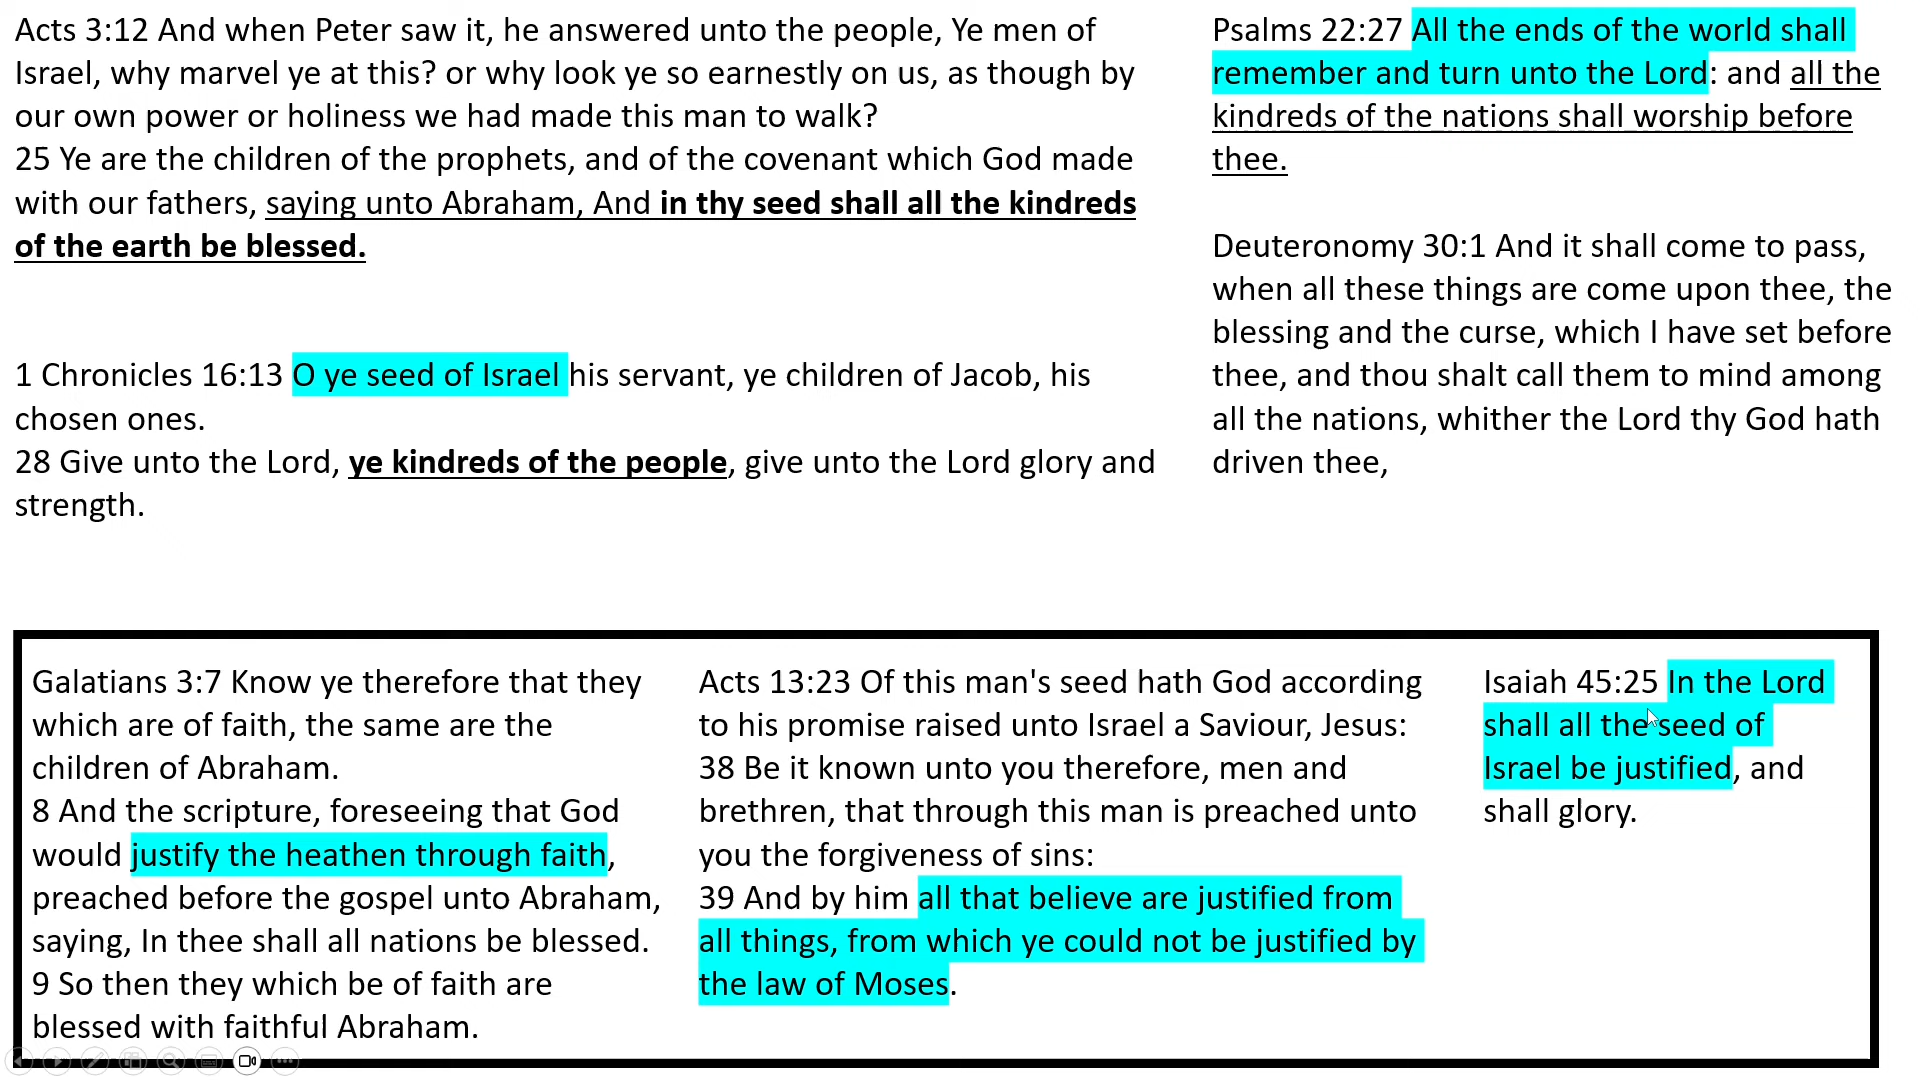 Acts 3:12 And when Peter saw it, he answered unto the people, Ye men of
Israel, why marvel ye at this? or why look ye so earnestly on us, as though by
our own power or holiness we had made this man to walk?
25 Ye are the children of the prophets, and of the covenant which God made
with our fathers, saying unto Abraham, And in thy seed shall all the kindreds
of the earth be blessed.
1 Chronicles 16:13 O ye seed of Israel his servant, ye children of Jacob, his
chosen ones.
28 Give unto the Lord, ye kindreds of the people, give unto the Lord glory and
strength.
Psalms 22:27 All the ends of the world shall
remember and turn unto the Lord: and all the
kindreds of the nations shall worship before
thee.
Deuteronomy 30:1 And it shall come to pass,
when all these things are come upon thee, the
blessing and the curse, which I have set before
thee, and thou shalt call them to mind among
all the nations, whither the Lord thy God hath
driven thee,
Galatians 3:7 Know ye therefore that they
which are of faith, the same are the
children of Abraham.
8 And the scripture, foreseeing that God
would justify the heathen through faith,
preached before the gospel unto Abraham,
saying, In thee shall all nations be blessed.
9 So then they which be of faith are
blessed with faithful Abraham.
Acts 13:23 Of this man's seed hath God according
to his promise raised unto Israel a Saviour, Jesus:
38 Be it known unto you therefore, men and
brethren, that through this man is preached unto
you the forgiveness of sins:
39 And by him all that believe are justified from
all things, from which ye could not be justified by
the law of Moses.
Isaiah 45:25 In the Lord
shall all the seed of
Israel be justified, and
shall glory.